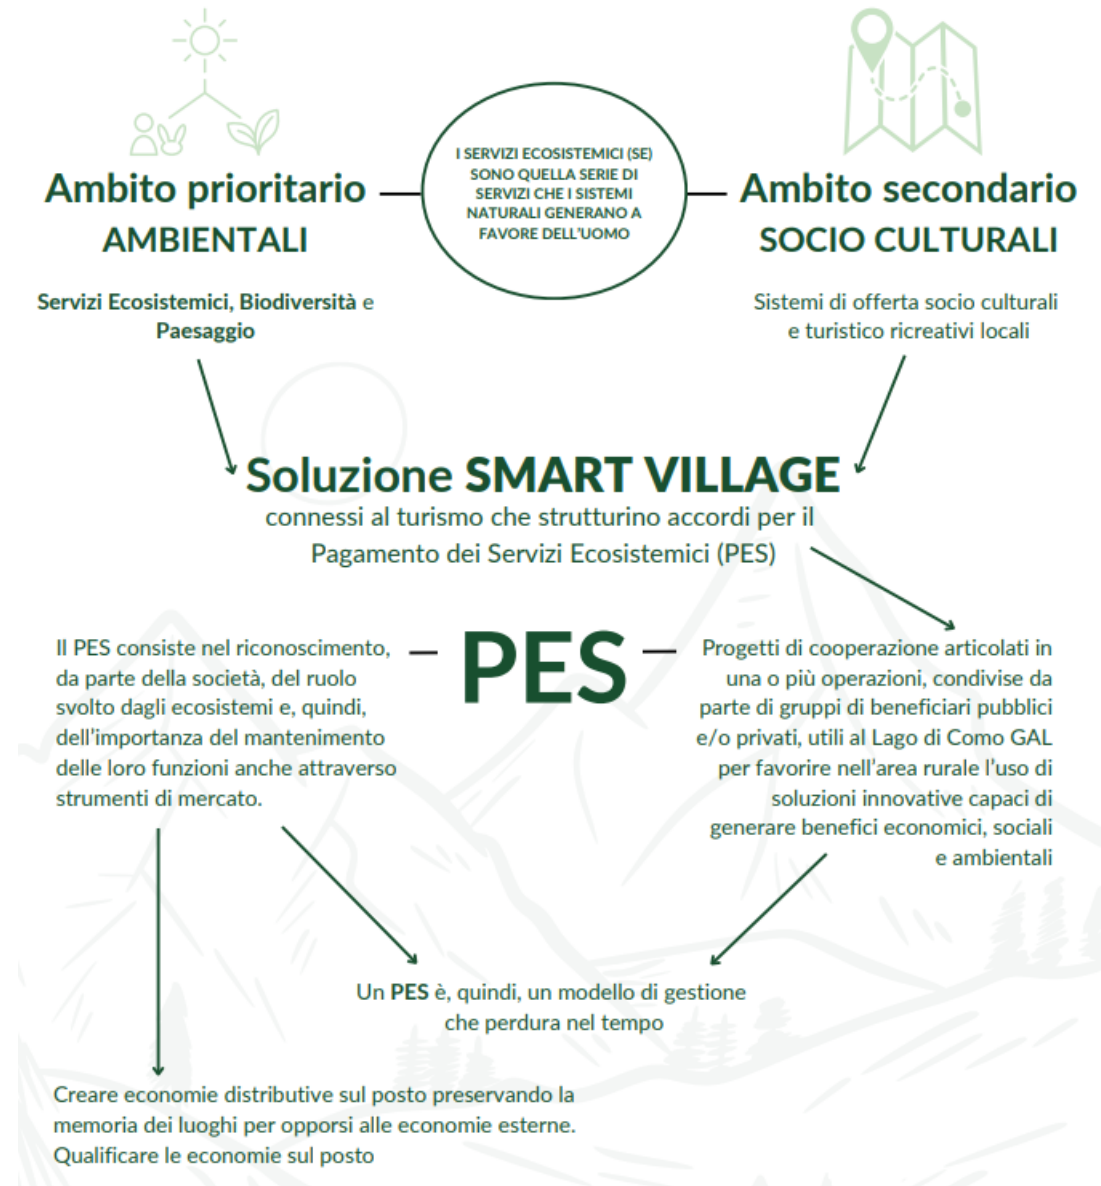 I SERVIZI ECOSISTEMICI (SE)
SONO QUELLA SERIE DI
SERVIZI CHE I SISTEMI
NATURALI GENERANO A
FAVORE DELL'UOMO
Ambito prioritario
AMBIENTALI
Servizi Ecosistemici, Biodiversità e
Paesaggio
Ambito secondario
SOCIO CULTURALI
Sistemi di offerta socio culturali
e turistico ricreativi locali
Soluzione SMART VILLAGE
connessi al turismo che strutturino accordi per il
Pagamento dei Servizi Ecosistemici (PES)
PES
Il PES consiste nel riconoscimento,
da parte della società, del ruolo
svolto dagli ecosistemi e, quindi,
dell'importanza del mantenimento
delle loro funzioni anche attraverso
strumenti di mercato.
Progetti di cooperazione articolati in
una o più operazioni, condivise da
parte di gruppi di beneficiari pubblici
e/o privati, utili al Lago di Como GAL
per favorire nell'area rurale l'uso di
soluzioni innovative capaci di
generare benefici economici, sociali
e ambientali
Un PES è, quindi, un modello di gestione
che perdura nel tempo
Creare economie distributive sul posto preservando la
memoria dei luoghi per opporsi alle economie esterne.
Qualificare le economie sul posto